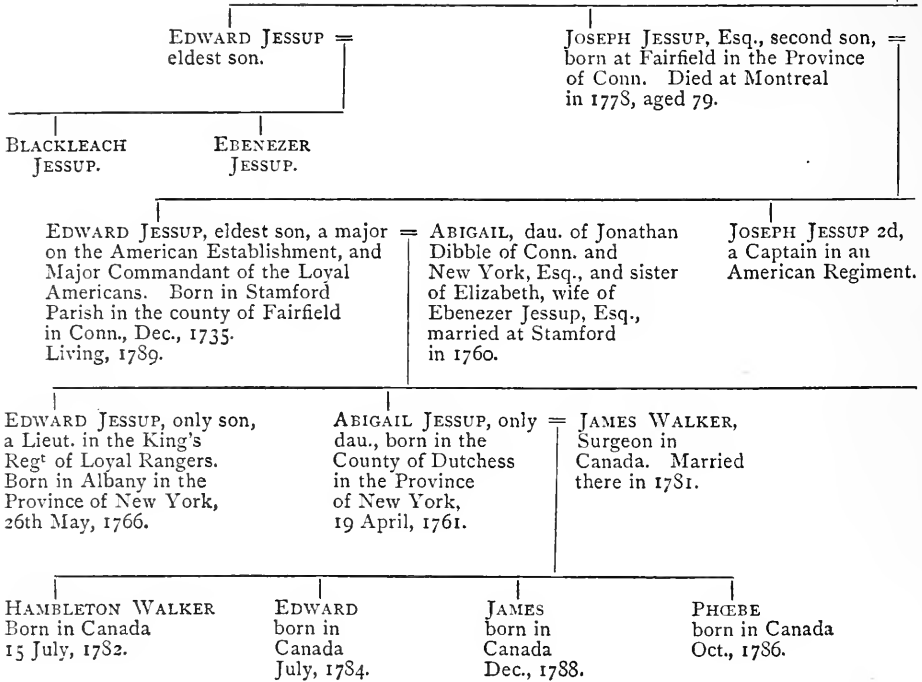 EDWARD JESSUP =
eldest son.
JOSEPH JESSUP, Esq., second son, =
born at Fairfield in the Province
of Conn. Died at Montreal
in 1778, aged 79.
BLACKLEACH
JESSUP.
EBENEZER
JESSUP.
EDWARD JESSUP, eldest son, a major =
on the American Establishment, and
Major Commandant of the Loyal
Americans. Born in Stamford
Parish in the county of Fairfield
in Conn., Dec., 1735.
Living, 1789.
ABIGAIL, dau. of Jonathan
Dibble of Conn. and
New York, Esq., and sister
of Elizabeth, wife of
Ebenezer Jessup, Esq.,
married at Stamford
in 1760.
JOSEPH JESSUP 2d,
a Captain in an
American Regiment.
EDWARD JESSUP, only son,
a Lieut. in the King's
Regt of Loyal Rangers.
Born in Albany in the
Province of New York,
26th May, 1766.
ABIGAIL JESSUP, only =
dau., born in the
County of Dutchess
in the Province
of New York,
19 April, 1761.
JAMES WALKER,
Surgeon in
Canada. Married
there in 1781.
HAMBLETON WALKER
Born in Canada
15 July, 1782.
EDWARD
born in
Canada
July, 1784.
JAMES
born in
Canada
Dec., 1788.
PHŒBE
born in Canada
Oct., 1786.